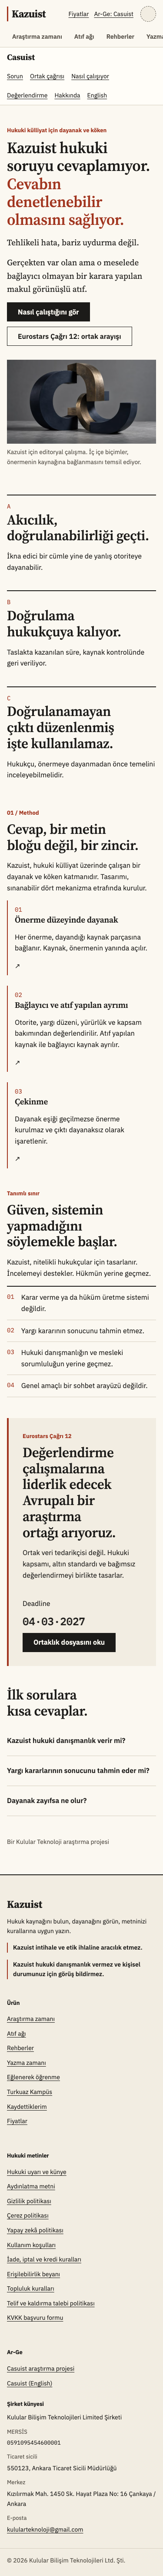 Kazuist
Fiyatlar
Ar-Ge: Casuist
Araştırma zamanı
Atıf ağı
Rehberler
Yazma
Casuist
Sorun
Ortak çağrısı
Nasıl çalışıyor
Değerlendirme
Hakkında
English
Hukuki külliyat için dayanak ve köken
Kazuist hukuki
soruyu cevaplamıyor.
Cevabın
denetlenebilir
olmasını sağlıyor.
Tehlikeli hata, bariz uydurma değil.
Gerçekten var olan ama o meselede
bağlayıcı olmayan bir karara yapılan
makul görünüşlü atıf.
Nasıl çalıştığını gör
Eurostars Çağrı 12: ortak arayışı
Kazuist için editoryal çalışma. İç içe biçimler,
önermenin kaynağına bağlanmasını temsil ediyor.
A
Akıcılık,
doğrulanabilirliği geçti.
İkna edici bir cümle yine de yanlış otoriteye
dayanabilir.
B
Doğrulama
hukukçuya kalıyor.
Taslakta kazanılan süre, kaynak kontrolünde
geri veriliyor.
C
Doğrulanamayan
çıktı düzenlenmiş
işte kullanılamaz.
Hukukçu, önermeye dayanmadan önce temelini
inceleyebilmelidir.
01 / Method
Cevap, bir metin
bloğu değil, bir zincir.
Kazuist, hukuki külliyat üzerinde çalışan bir
dayanak ve köken katmanıdır. Tasarımı,
sınanabilir dört mekanizma etrafında kurulur.
01
Önerme düzeyinde dayanak
Her önerme, dayandığı kaynak parçasına
bağlanır. Kaynak, önermenin yanında açılır.
↗
02
Bağlayıcı ve atıf yapılan ayrımı
Otorite, yargı düzeni, yürürlük ve kapsam
bakımından değerlendirilir. Atıf yapılan
kaynak ile bağlayıcı kaynak ayrılır.
↗
03
Çekinme
Dayanak eşiği geçilmezse önerme
kurulmaz ve çıktı dayanaksız olarak
işaretlenir.
↗
Tanımlı sınır
Güven, sistemin
yapmadığını
söylemekle başlar.
Kazuist, nitelikli hukukçular için tasarlanır.
İncelemeyi destekler. Hükmün yerine geçmez.
01 Karar verme ya da hüküm üretme sistemi
değildir.
02 Yargı kararının sonucunu tahmin etmez.
03 Hukuki danışmanlığın ve mesleki
sorumluluğun yerine geçmez.
04 Genel amaçlı bir sohbet arayüzü değildir.
Eurostars Çağrı 12
Değerlendirme
çalışmalarına
liderlik edecek
Avrupalı bir
araştırma
ortağı arıyoruz.
Ortak veri tedarikçisi değil. Hukuki
kapsamı, altın standardı ve bağımsız
değerlendirmeyi birlikte tasarlar.
Deadline
04·03·2027
Ortaklık dosyasını oku
İlk sorulara
kısa cevaplar.
Kazuist hukuki danışmanlık verir mi?
Yargı kararlarının sonucunu tahmin eder mi?
Dayanak zayıfsa ne olur?
Bir Kulular Teknoloji araştırma projesi
Kazuist
Hukuk kaynağını bulun, dayanağını görün, metninizi
kurallarına uygun yazın.
Kazuist intihale ve etik ihlaline aracılık etmez.
Kazuist hukuki danışmanlık vermez ve kişisel
durumunuz için görüş bildirmez.
Ürün
Araştırma zamanı
Atıf ağı
Rehberler
Yazma zamanı
Eğlenerek öğrenme
Turkuaz Kampüs
Kaydettiklerim
Fiyatlar
Hukuki metinler
Hukuki uyarı ve künye
Aydınlatma metni
Gizlilik politikası
Çerez politikası
Yapay zekâ politikası
Kullanım koşulları
İade, iptal ve kredi kuralları
Erişilebilirlik beyanı
Topluluk kuralları
Telif ve kaldırma talebi politikası
KVKK başvuru formu
Ar-Ge
Casuist araştırma projesi
Casuist (English)
Şirket künyesi
Kulular Bilişim Teknolojileri Limited Şirketi
MERSİS
0591095454600001
Ticaret sicili
550123, Ankara Ticaret Sicili Müdürlüğü
Merkez
Kızılırmak Mah. 1450 Sk. Hayat Plaza No: 16 Çankaya /
Ankara
E-posta
kulularteknoloji@gmail.com
© 2026 Kulular Bilişim Teknolojileri Ltd. Şti.